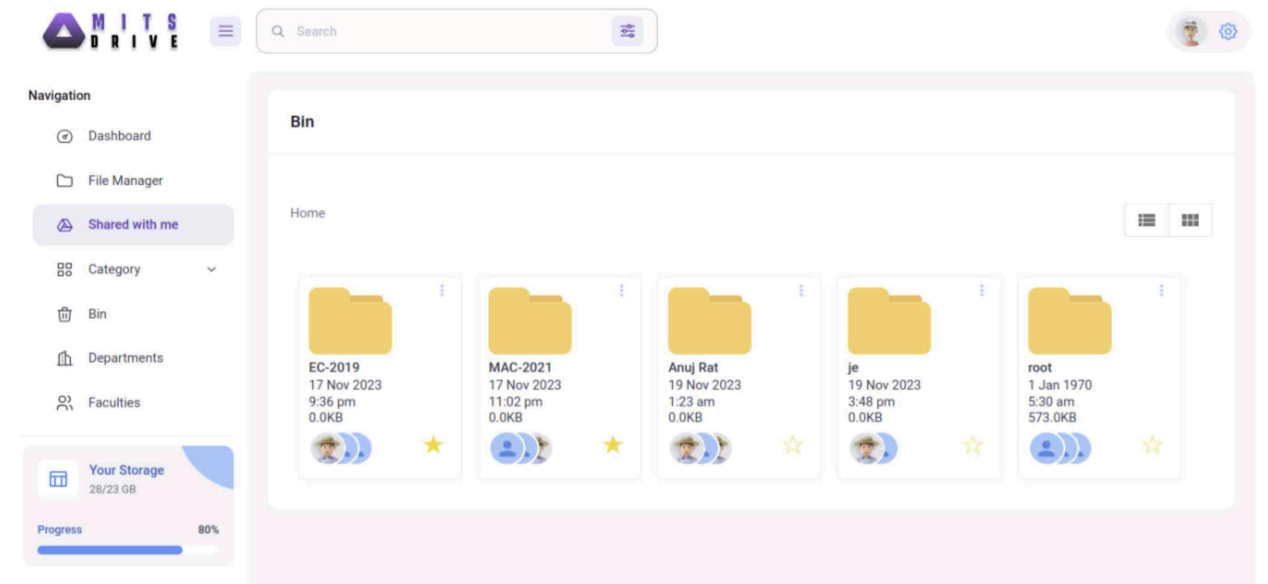 MITS
DRIVE
Search
Navigation
Dashboard
File Manager
Shared with me
Category
Bin
Departments
Faculties
Your Storage
28/23 GB
Progress 80%
Bin
Home
EC-2019
17 Nov 2023
9:36 pm
0.0KB
MAC-2021
17 Nov 2023
11:02 pm
0.0KB
Anuj Rat
19 Nov 2023
1:23 am
0.0KB
je
19 Nov 2023
3:48 pm
0.0KB
root
1 Jan 1970
5:30 am
573.0KB